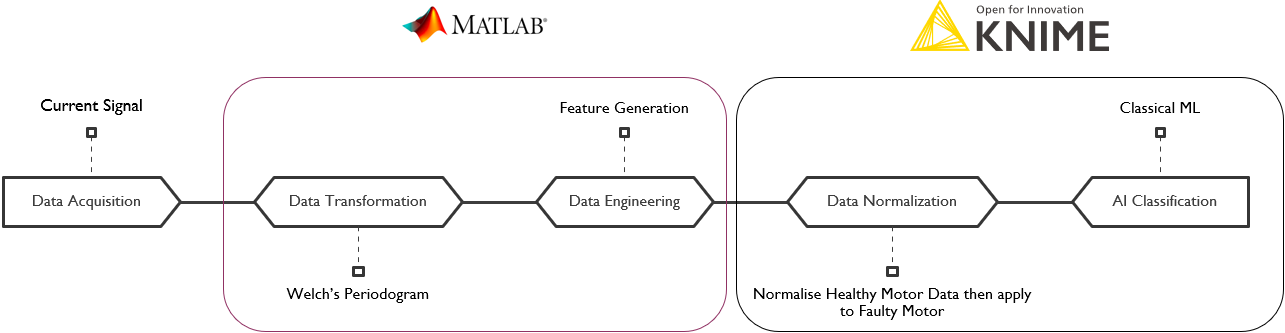 MATLAB®
Open for Innovation
KNIME
Current Signal
Feature Generation
Classical ML
Data Acquisition
Data Transformation
Data Engineering
Data Normalization
AI Classification
Welch's Periodogram
Normalise Healthy Motor Data then apply
to Faulty Motor